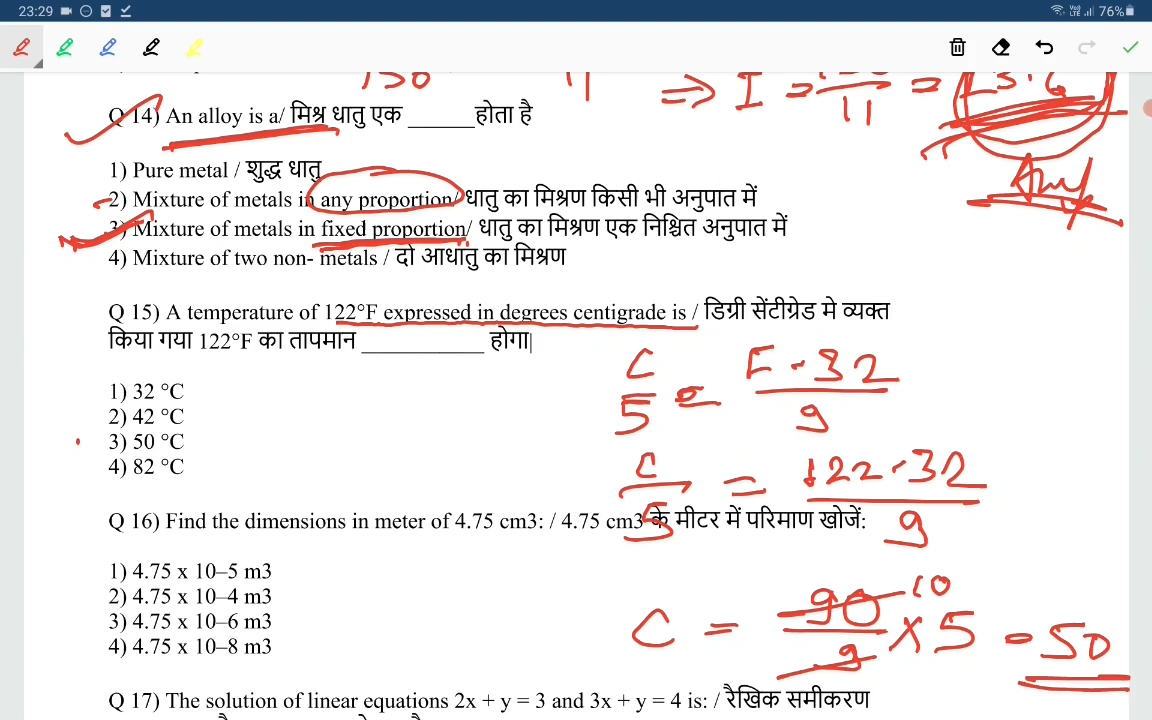 23:29
76%
158 11 ⇒ I = 11 = 13.6
Q 14) An alloy is a/ मिश्र धातु एक ______होता है
1) Pure metal / शुद्ध धातु
2) Mixture of metals in any proportion/ धातु का मिश्रण किसी भी अनुपात में
3) Mixture of metals in fixed proportion/ धातु का मिश्रण एक निश्चित अनुपात में
4) Mixture of two non- metals / दो आधातु का मिश्रण
Q 15) A temperature of 122°F expressed in degrees centigrade is / डिग्री सेंटीग्रेड मे व्यक्त
किया गया 122°F का तापमान ___________ होगा
C/5 = F-32/9
1) 32 °C
2) 42 °C
3) 50 °C
4) 82 °C
C/5 = 122-32/9
Q 16) Find the dimensions in meter of 4.75 cm3: / 4.75 cm3 के मीटर में परिमाण खोजें:
1) 4.75 x 10–5 m3
2) 4.75 x 10–4 m3
3) 4.75 x 10–6 m3
4) 4.75 x 10–8 m3
C = 90/9 10 x 5 = 50
Q 17) The solution of linear equations 2x + y = 3 and 3x + y = 4 is: / रैखिक समीकरण